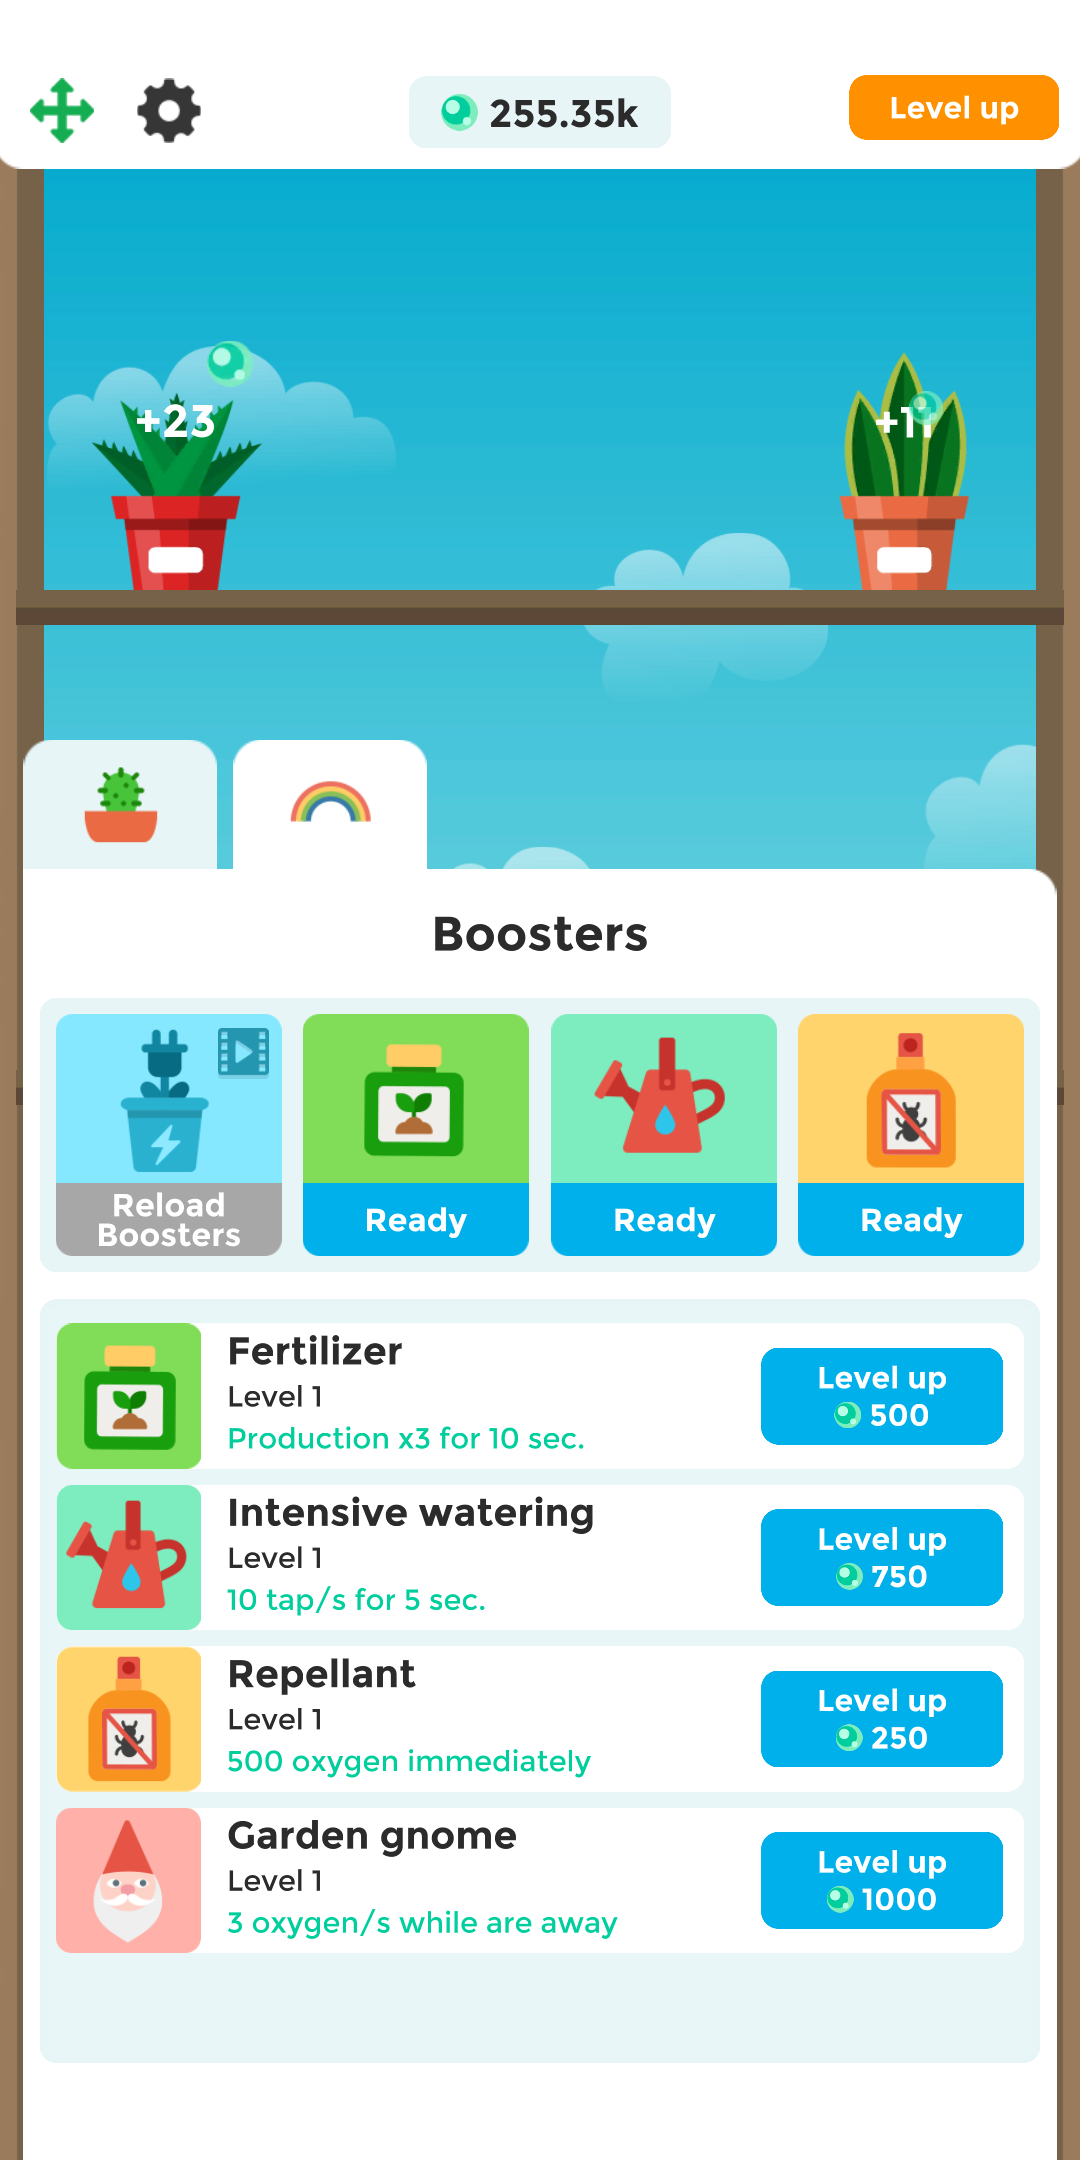 255.35k
Level up
+23
+11
Boosters
Reload
Boosters
Ready
Ready
Ready
Fertilizer
Level 1
Production x3 for 10 sec.
Level up
500
Intensive watering
Level 1
10 tap/s for 5 sec.
Level up
750
Repellant
Level 1
500 oxygen immediately
Level up
250
Garden gnome
Level 1
3 oxygen/s while are away
Level up
1000